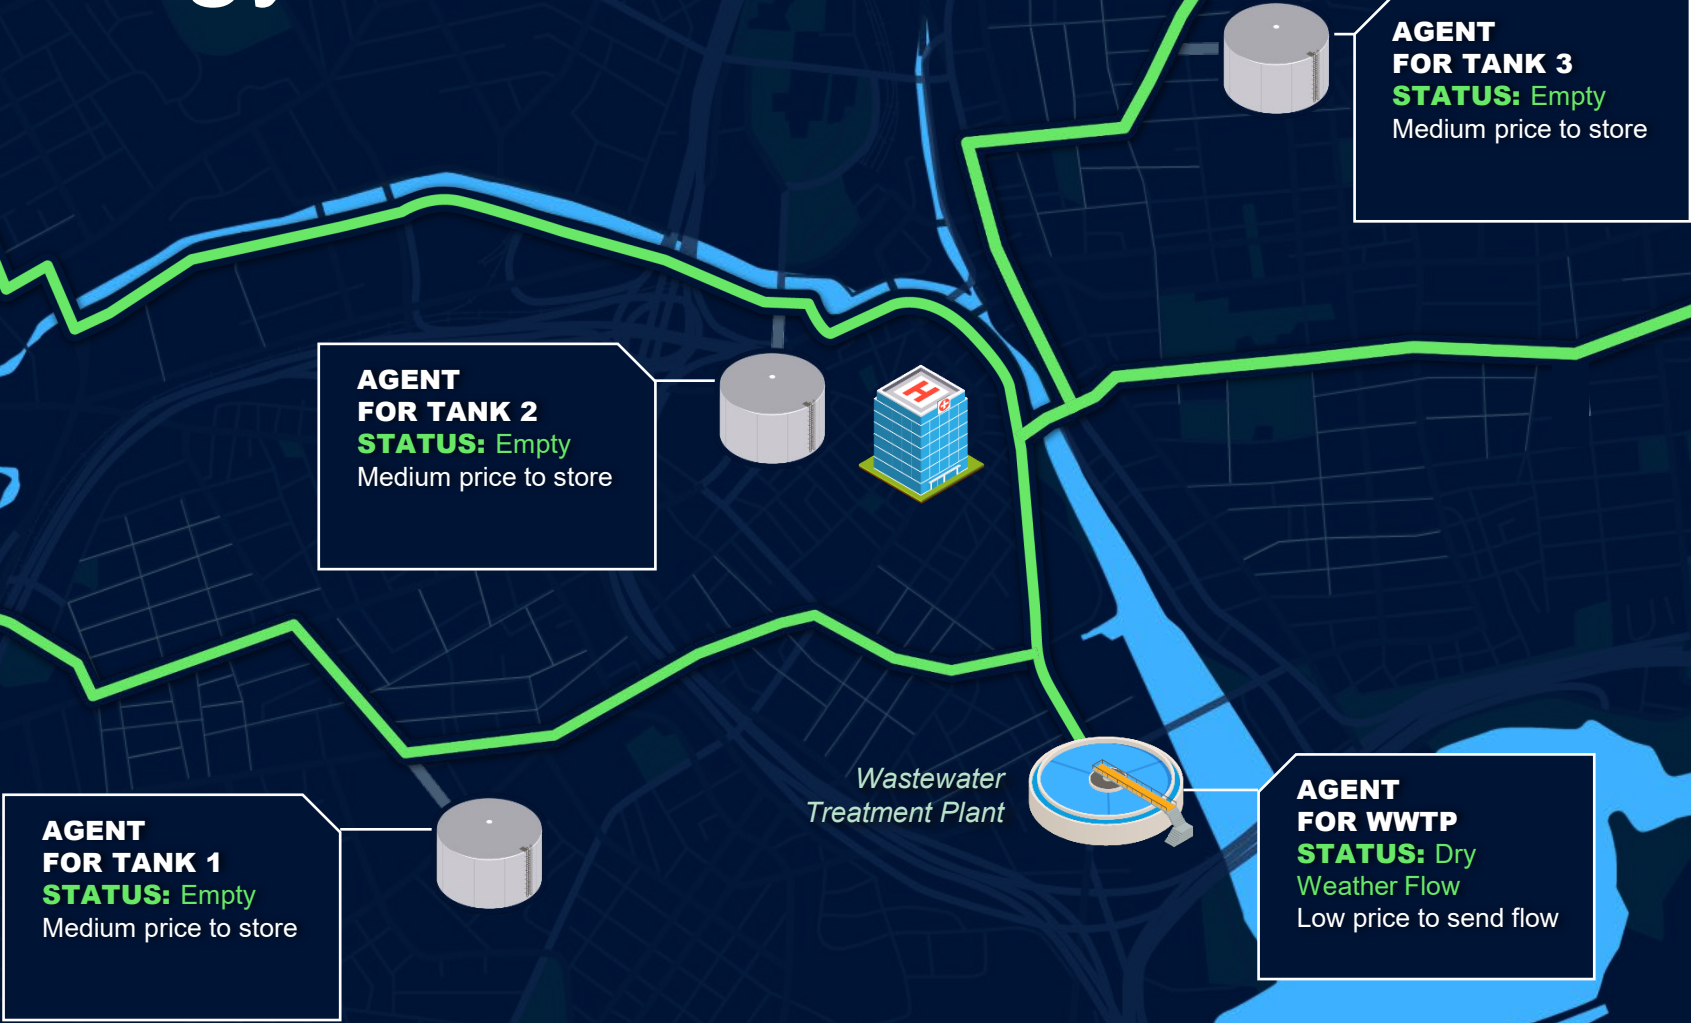 AGENT
FOR TANK 3
STATUS: Empty
Medium price to store
AGENT
FOR TANK 2
STATUS: Empty
Medium price to store
H
Wastewater
Treatment Plant
AGENT
FOR WWTP
STATUS: Dry
Weather Flow
Low price to send flow
AGENT
FOR TANK 1
STATUS: Empty
Medium price to store